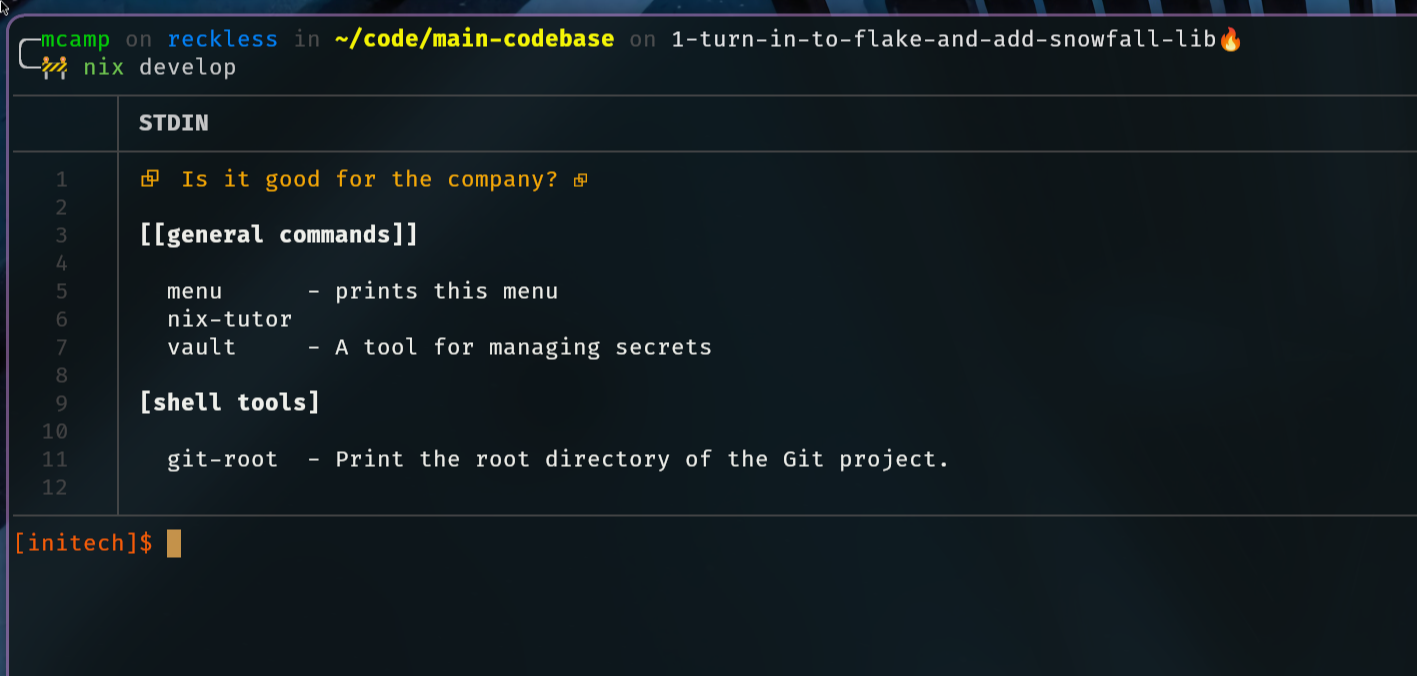 mcamp on reckless in ~/code/main-codebase on 1-turn-in-to-flake-and-add-snowfall-lib🔥
🚧 nix develop
STDIN
1 Is it good for the company?
2
3 [[general commands]]
4
5 menu - prints this menu
6 nix-tutor
7 vault - A tool for managing secrets
8
9 [shell tools]
10
11 git-root - Print the root directory of the Git project.
12
[initech]$